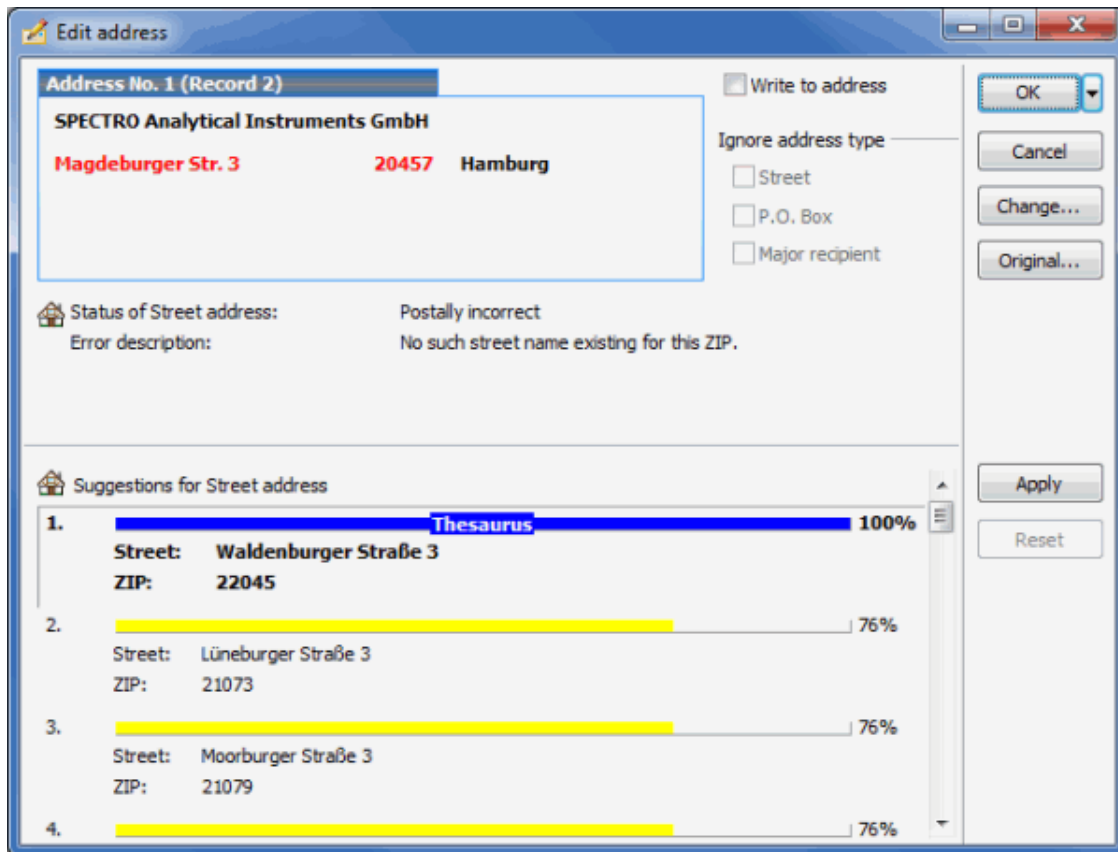 Edit address
Address No. 1 (Record 2)
SPECTRO Analytical Instruments GmbH
Magdeburger Str. 3 20457 Hamburg
Write to address
Ignore address type
Street
P.O. Box
Major recipient
OK
Cancel
Change...
Original...
Status of Street address: Postally incorrect
Error description: No such street name existing for this ZIP.
Suggestions for Street address
Apply
Reset
1. Thesaurus 100%
Street: Waldenburger Straße 3
ZIP: 22045
2. 76%
Street: Lüneburger Straße 3
ZIP: 21073
3. 76%
Street: Moorburger Straße 3
ZIP: 21079
4. 76%